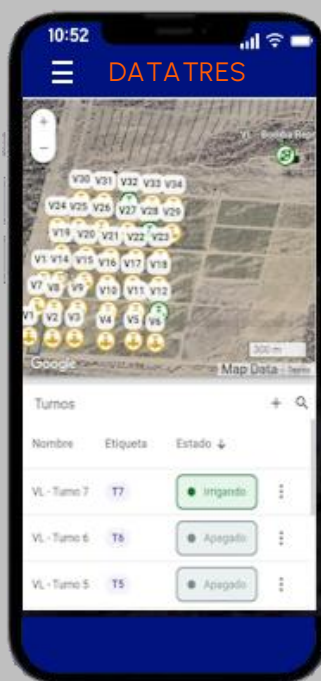 10:52
DATATRES
+
VL - Bomba
−
V30 V31 V32 V33 V34
V24 V25 V26 V27 V28 V29
V19 V20 V21 V22 V23
V14 V15 V16 V17 V18
V7 V8 V9 V10 V11 V12
V1 V2 V3 V4 V5 V6
300 m
Google Map Data Terms
Turnos + 
Nombre Etiqueta Estado ↓
VL - Turno 7 T7 Irrigando
VL - Turno 6 T6 Apagado
VL - Turno 5 T5 Apagado